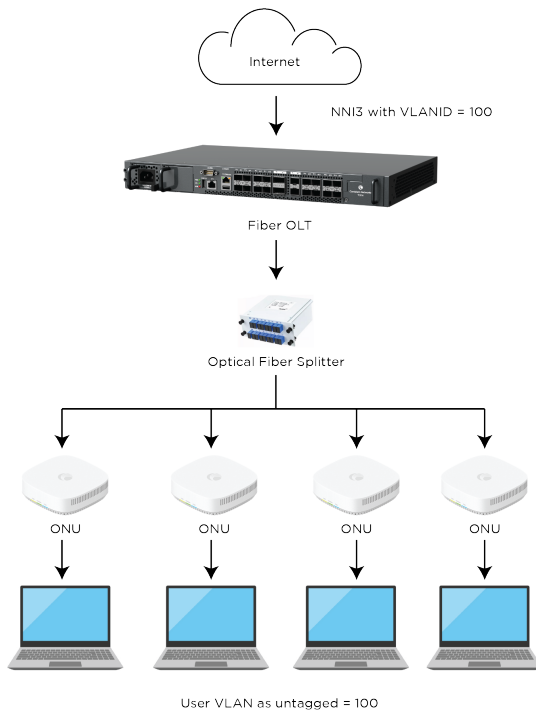 Internet
NNI3 with VLANID = 100
Fiber OLT
Optical Fiber Splitter
ONU
ONU
ONU
ONU
User VLAN as untagged = 100